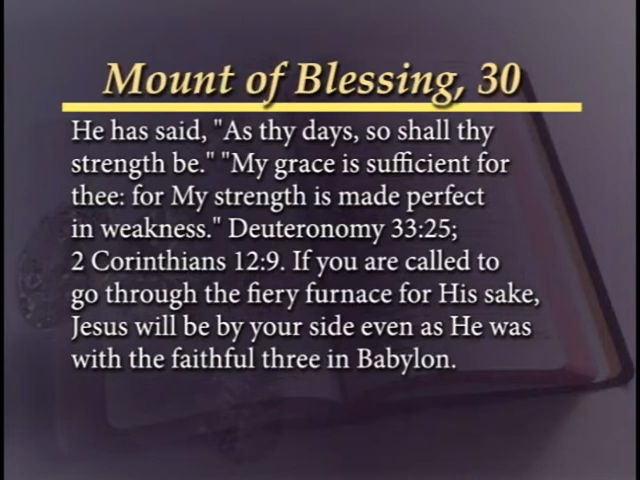 Mount of Blessing, 30
He has said, "As thy days, so shall thy
strength be." "My grace is sufficient for
thee: for My strength is made perfect
in weakness." Deuteronomy 33:25;
2 Corinthians 12:9. If you are called to
go through the fiery furnace for His sake,
Jesus will be by your side even as He was
with the faithful three in Babylon.